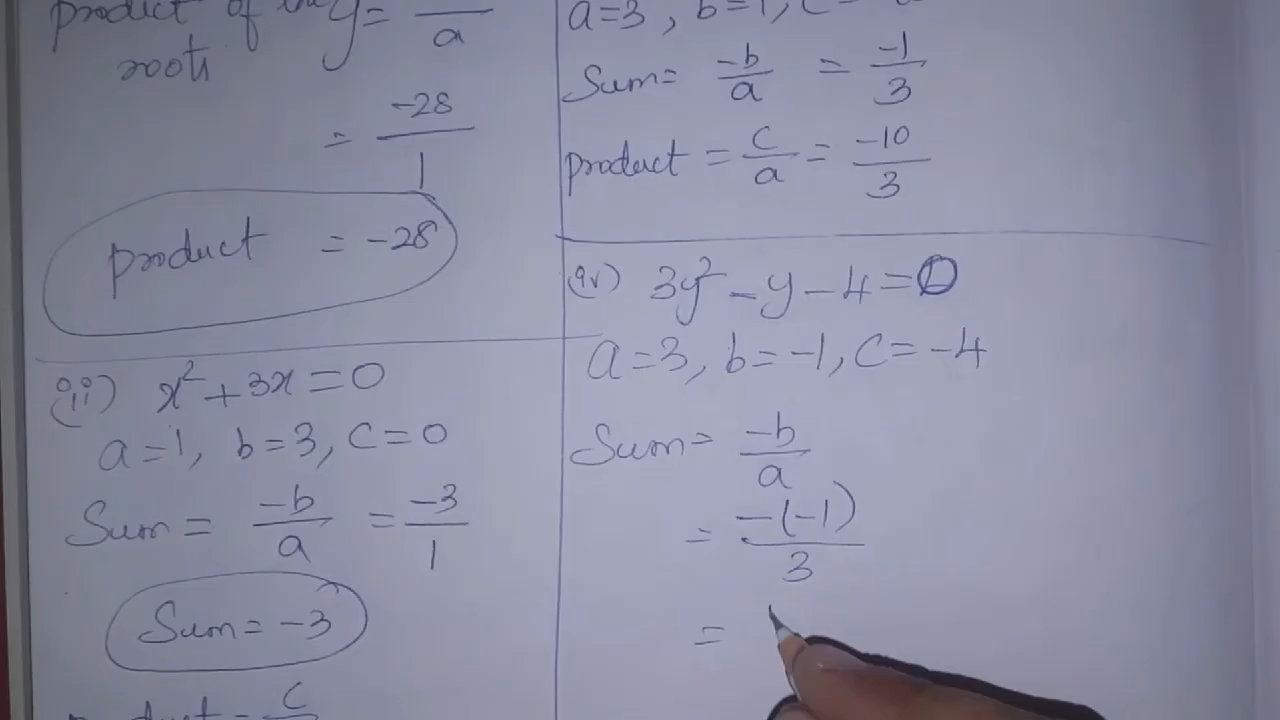 product of the y = — a
roots
= -28/1
product = -28
(ii) x² + 3x = 0
a = 1, b = 3, c = 0
Sum = -b/a = -3/1
Sum = -3
product = c
a = 3, b = 1, c =
Sum = -b/a = -1/3
product = c/a = -10/3
(iv) 3y² - y - 4 = 0
a = 3, b = -1, c = -4
Sum = -b/a
= -(-1)/3
=